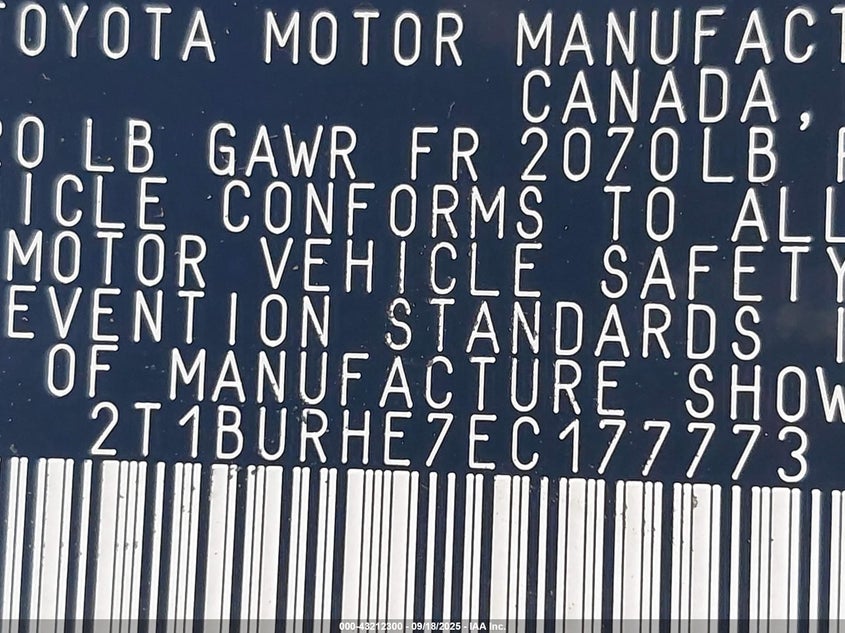 TOYOTA MOTOR MANUFACT
CANADA,
20 LB GAWR FR 2070LB
ICLE CONFORMS TO ALL
MOTOR VEHICLE SAFETY
EVENTION STANDARDS I
OF MANUFACTURE SHOW
2T1BURHE7EC177773
000-43212300 - 09/18/2025 - IAA Inc.